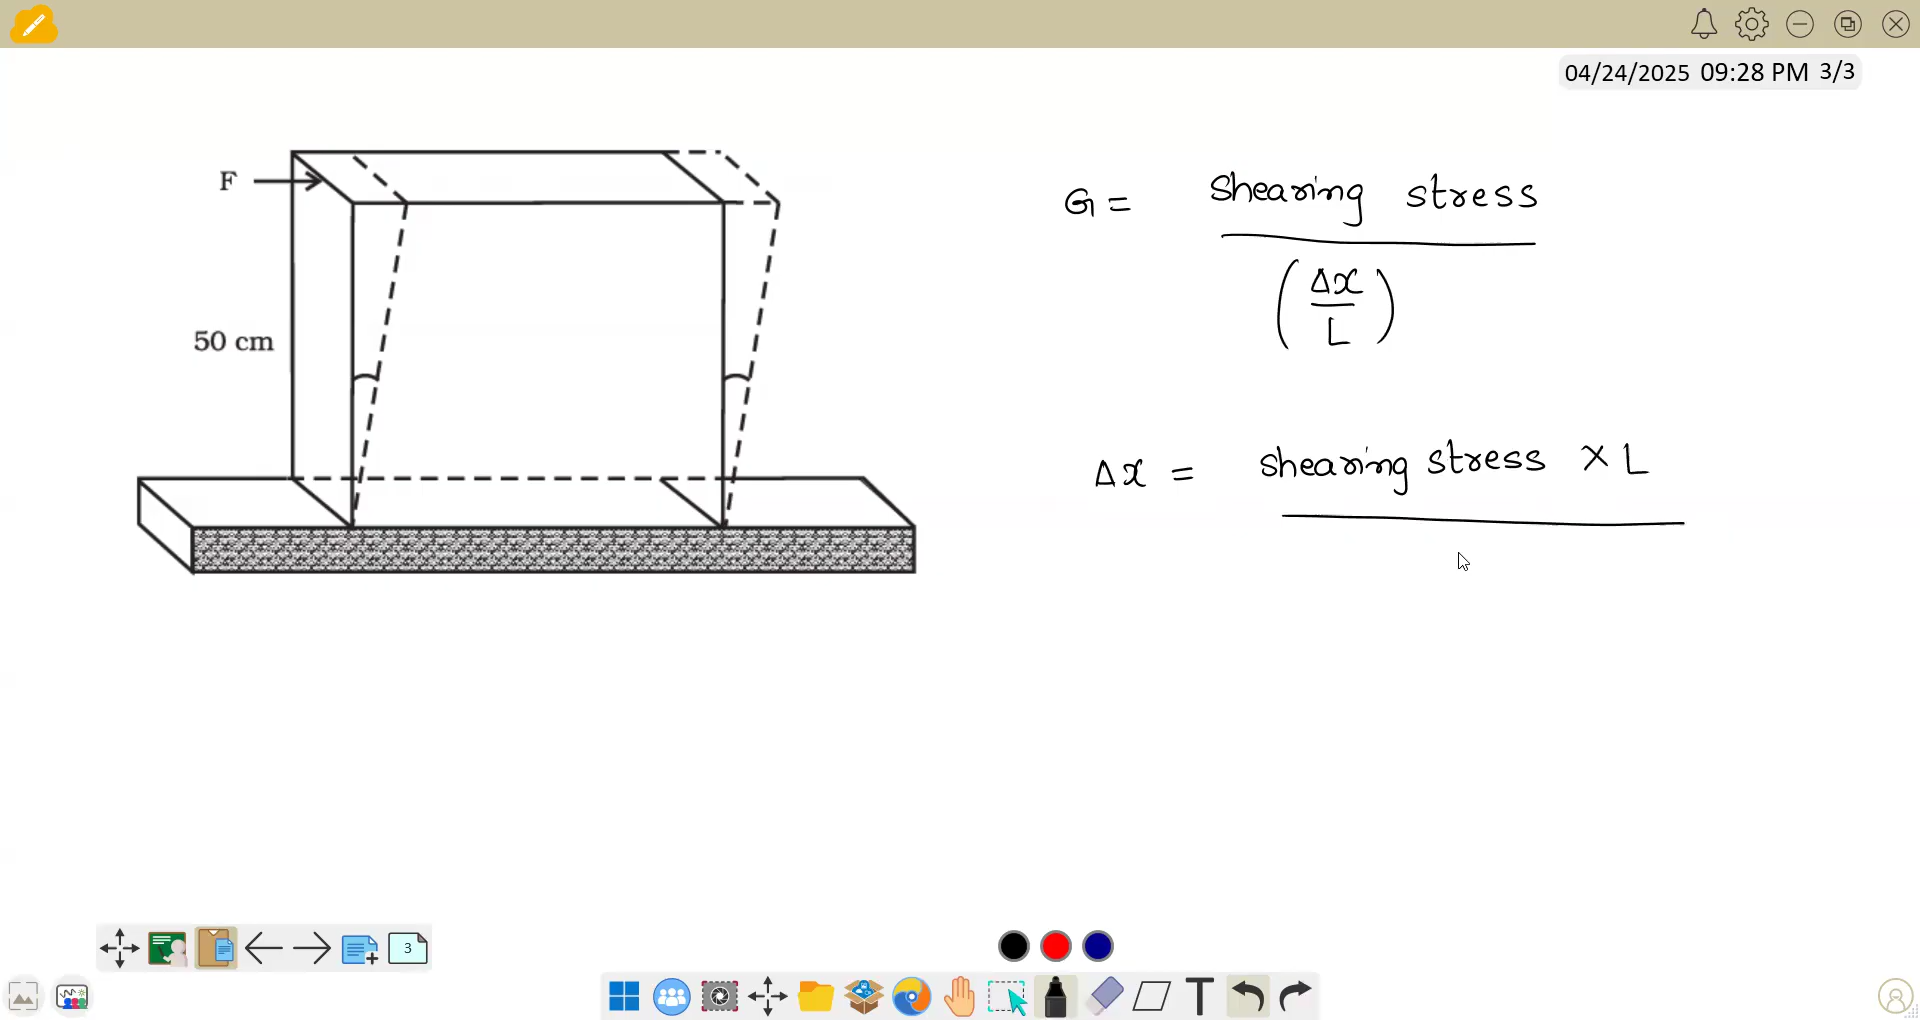 04/24/2025 09:28 PM 3/3
F
50 cm
G = shearing stress
(Δx
L)
Δx = shearing stress × L
3
T